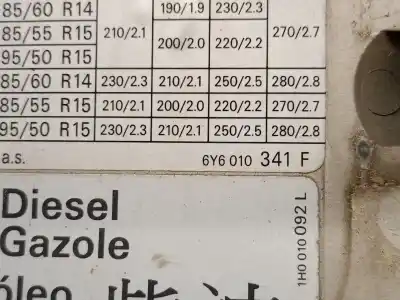 85/60 R14 190/1.9 230/2.3
85/55 R15 210/2.1 200/2.0 220/2.2 270/2.7
95/50 R15
85/60 R14 230/2.3 210/2.1 250/2.5 280/2.8
85/55 R15 210/2.1 200/2.0 220/2.2 270/2.7
95/50 R15 230/2.3 210/2.1 250/2.5 280/2.8
a.s. 6Y6 010 341 F
Diesel
Gazole
óleo
1H0 010 092 L